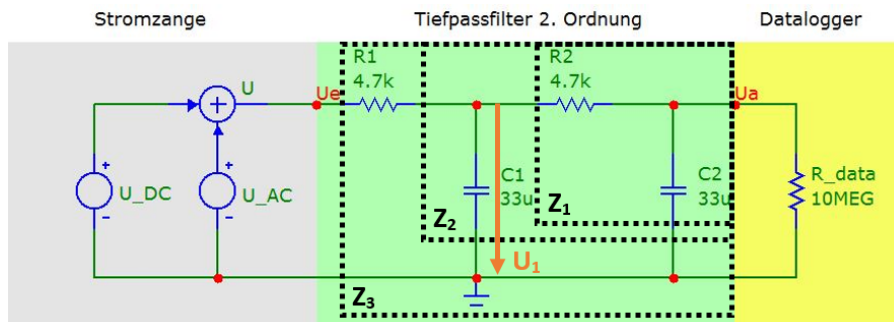 Stromzange
Tiefpassfilter 2. Ordnung
Datalogger
R1
4.7k
R2
4.7k
U
Ue
Ua
+
U_DC
-
+
U_AC
-
C1
33u
C2
33u
R_data
10MEG
Z₁
Z₂
U₁
Z₃